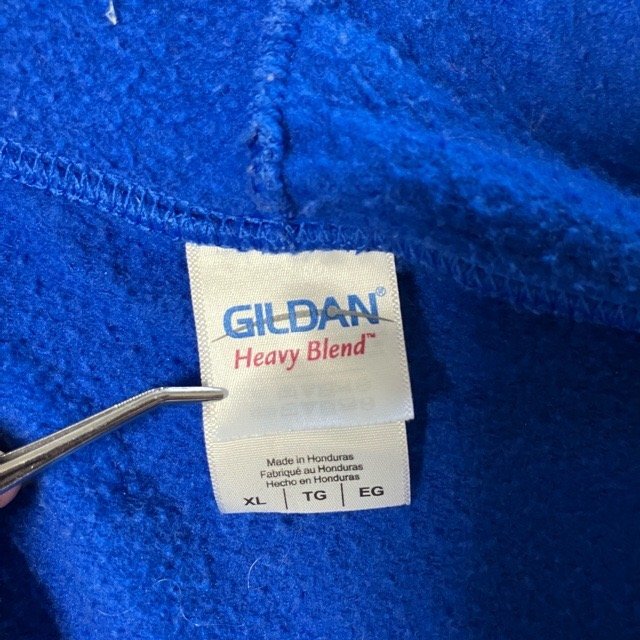 GILDAN®
Heavy Blend™
Made in Honduras
Fabriqué au Honduras
Hecho en Honduras
XL | TG | EG